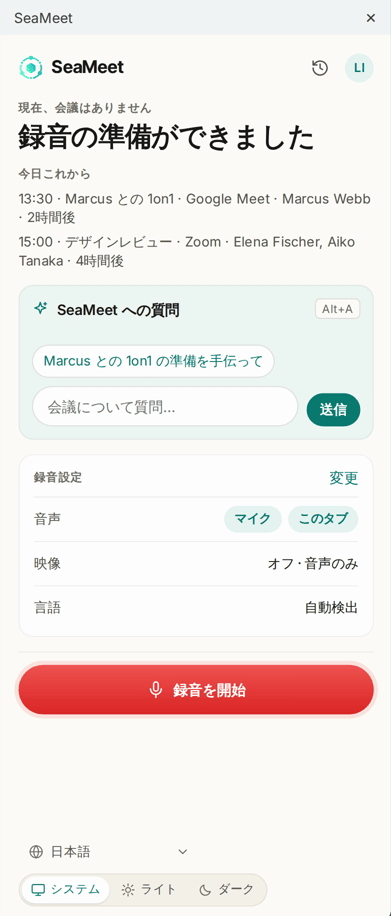 SeaMeet
SeaMeet
LI
現在、会議はありません
録音の準備ができました
今日これから
13:30 · Marcus との 1on1 · Google Meet · Marcus Webb
· 2時間後
15:00 · デザインレビュー · Zoom · Elena Fischer, Aiko
Tanaka · 4時間後
SeaMeet への質問
Alt+A
Marcus との 1on1 の準備を手伝って
会議について質問...
送信
録音設定
変更
音声
マイク
このタブ
映像
オフ · 音声のみ
言語
自動検出
録音を開始
日本語
システム
ライト
ダーク